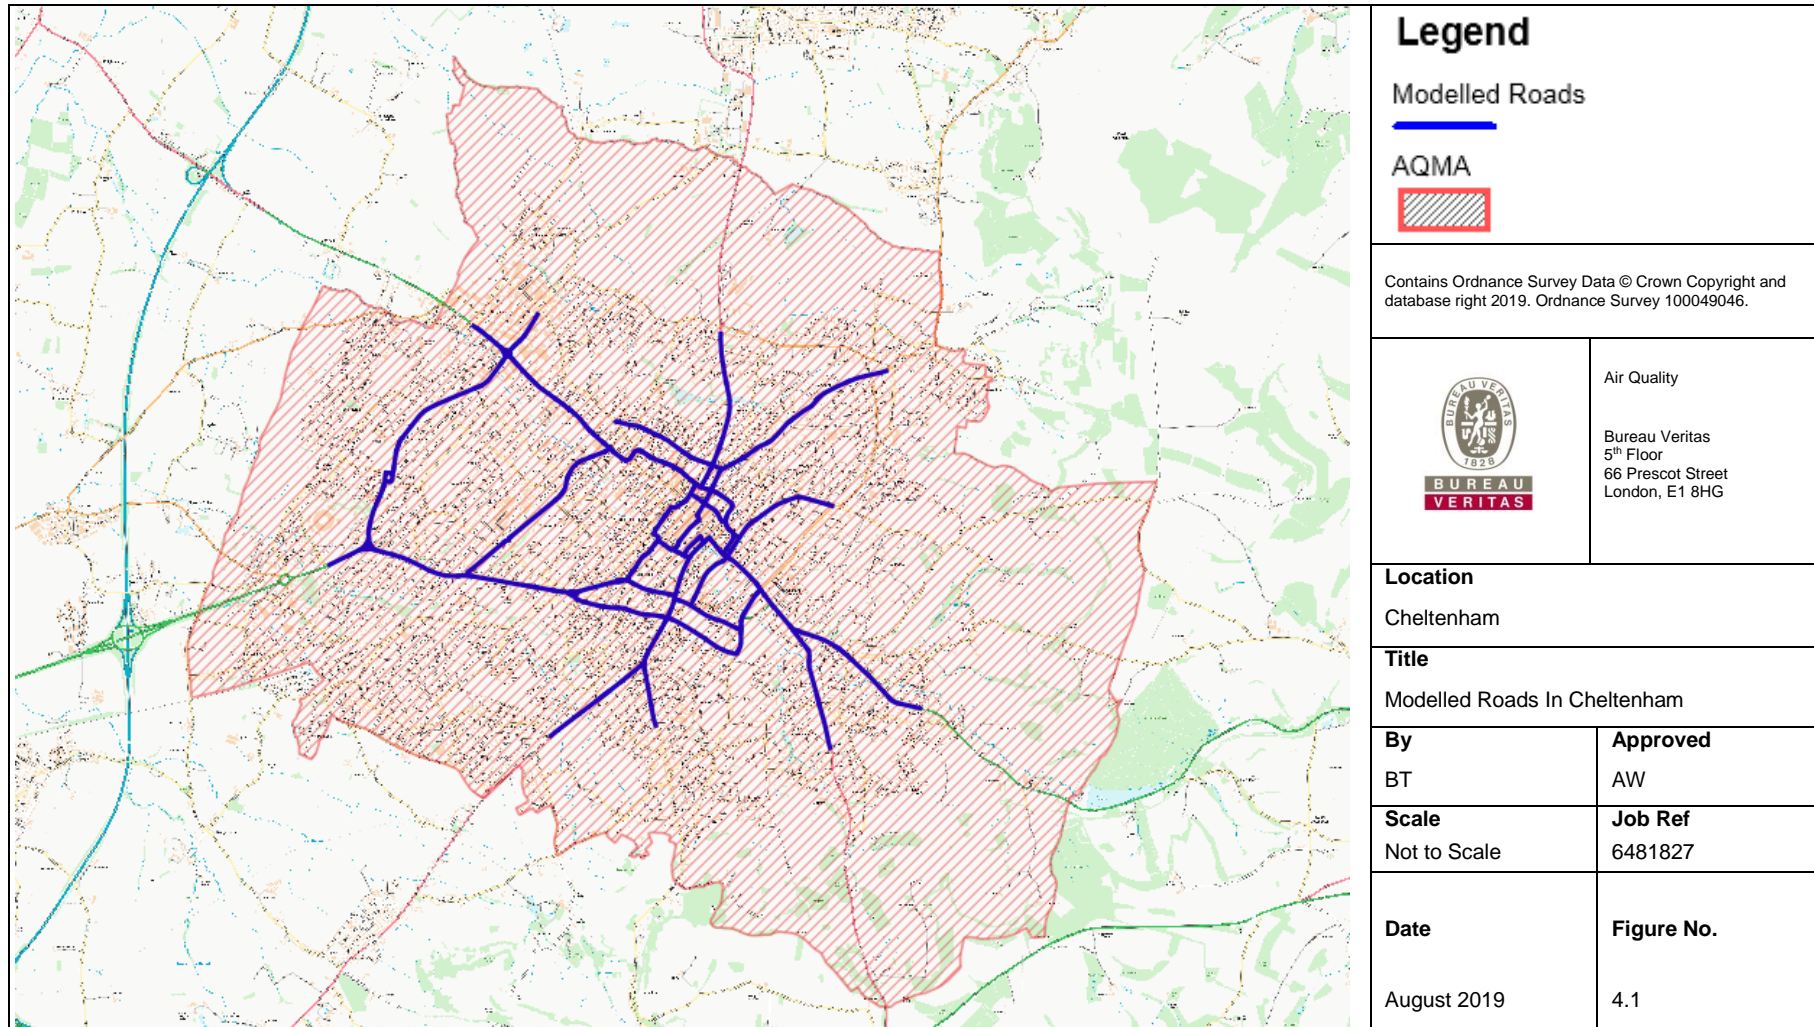 Legend
Modelled Roads
AQMA
Contains Ordnance Survey Data © Crown Copyright and
database right 2019. Ordnance Survey 100049046.
BUREAU VERITAS
1828
BUREAU
VERITAS
Air Quality
Bureau Veritas
5th Floor
66 Prescot Street
London, E1 8HG
Location
Cheltenham
Title
Modelled Roads In Cheltenham
By
Approved
BT
AW
Scale
Job Ref
Not to Scale
6481827
Date
Figure No.
August 2019
4.1